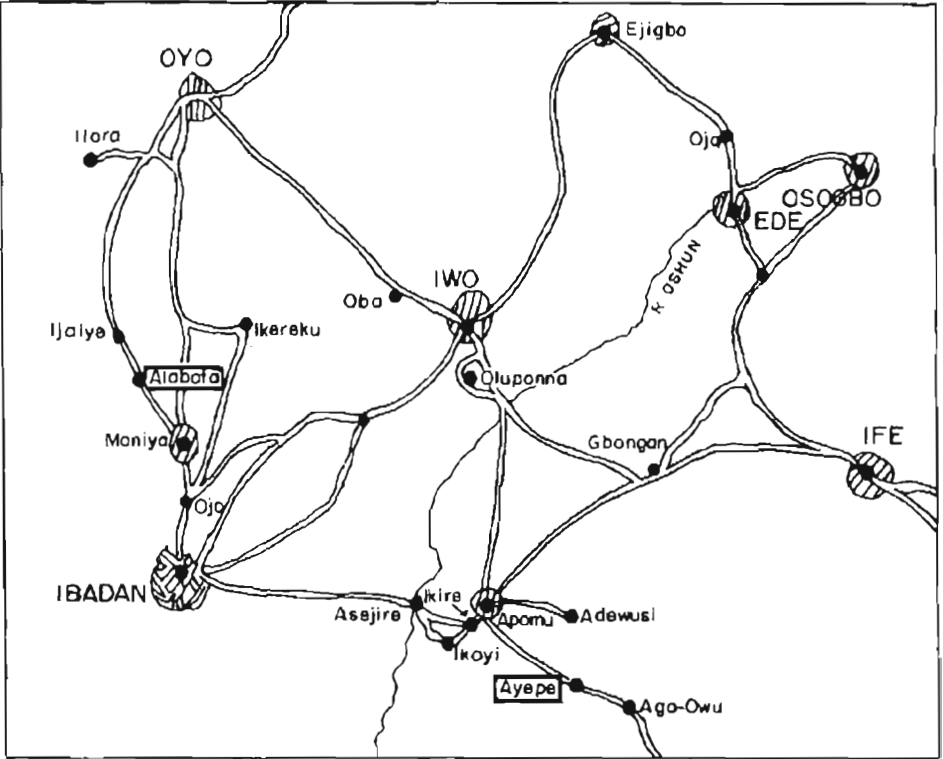 Ejigbo
OYO
Ilora
Oja
OSOGBO
EDE
R OSHUN
IWO
Oba
Ijaiye
Ikereku
Alabata
Oluponna
Moniya
Gbongan
IFE
Ojo
IBADAN
Asejire
Ikire
Apomu
Adewusi
Ikoyi
Ayepe
Ago-Owu